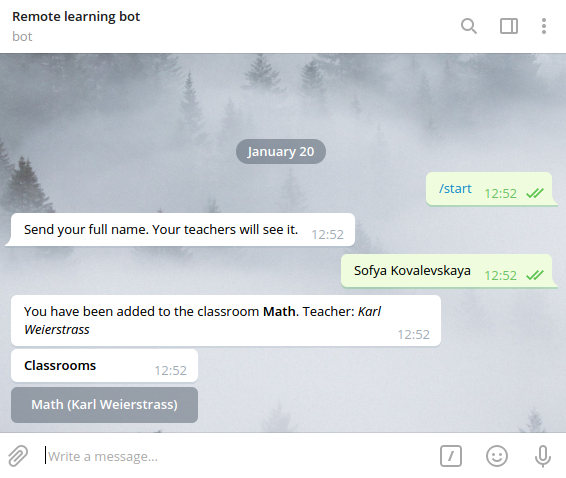 Remote learning bot
bot
January 20
/start 12:52
Send your full name. Your teachers will see it. 12:52
Sofya Kovalevskaya 12:52
You have been added to the classroom Math. Teacher: Karl
Weierstrass 12:52
Classrooms 12:52
Math (Karl Weierstrass)
Write a message...